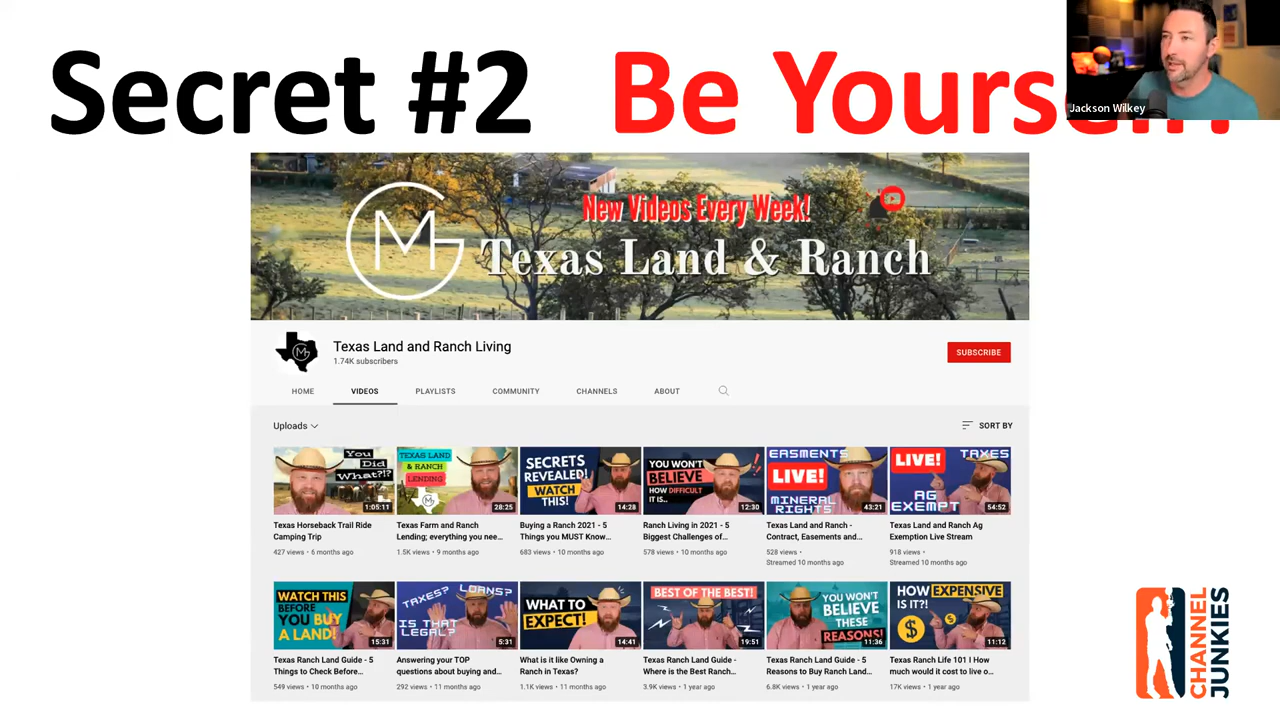 Secret #2 Be Yourself!
Jackson Wilkey
GM
New Videos Every Week!
Texas Land & Ranch
GM
Texas Land and Ranch Living
1.74K subscribers
SUBSCRIBE
HOME VIDEOS PLAYLISTS COMMUNITY CHANNELS ABOUT
Uploads SORT BY
You
Did
What?!?
1:05:11
TEXAS LAND
& RANCH
LENDING
28:25
SECRETS
REVEALED!
WATCH
THIS!
14:28
YOU WON'T
BELIEVE
HOW DIFFICULT
IT IS..
12:30
EASMENTS
LIVE!
MINERAL
RIGHTS
43:21
LIVE! TAXES
AG
EXEMPT
54:52
Texas Horseback Trail Ride
Camping Trip
427 views • 6 months ago
Texas Farm and Ranch
Lending; everything you nee...
1.5K views • 9 months ago
Buying a Ranch 2021 - 5
Things you MUST Know...
683 views • 10 months ago
Ranch Living in 2021 - 5
Biggest Challenges of...
578 views • 10 months ago
Texas Land and Ranch -
Contract, Easements and...
528 views •
Streamed 10 months ago
Texas Land and Ranch Ag
Exemption Live Stream
918 views •
Streamed 10 months ago
WATCH THIS
BEFORE
YOU BUY
A LAND!
15:31
TAXES? LOANS?
IS THAT
LEGAL?
5:31
WHAT TO
EXPECT!
14:41
BEST OF THE BEST!
19:51
YOU WON'T
BELIEVE
THESE
REASONS!
11:36
HOW EXPENSIVE
IS IT?!
$
$
11:12
Texas Ranch Land Guide - 5
Things to Check Before...
549 views • 10 months ago
Answering your TOP
questions about buying and...
292 views • 11 months ago
What is it like Owning a
Ranch in Texas?
1.1K views • 11 months ago
Texas Ranch Land Guide -
Where is the Best Ranch...
3.9K views • 1 year ago
Texas Ranch Land Guide - 5
Reasons to Buy Ranch Land...
6.8K views • 1 year ago
Texas Ranch Life 101 I How
much would it cost to live o...
17K views • 1 year ago
CHANNEL
JUNKIES